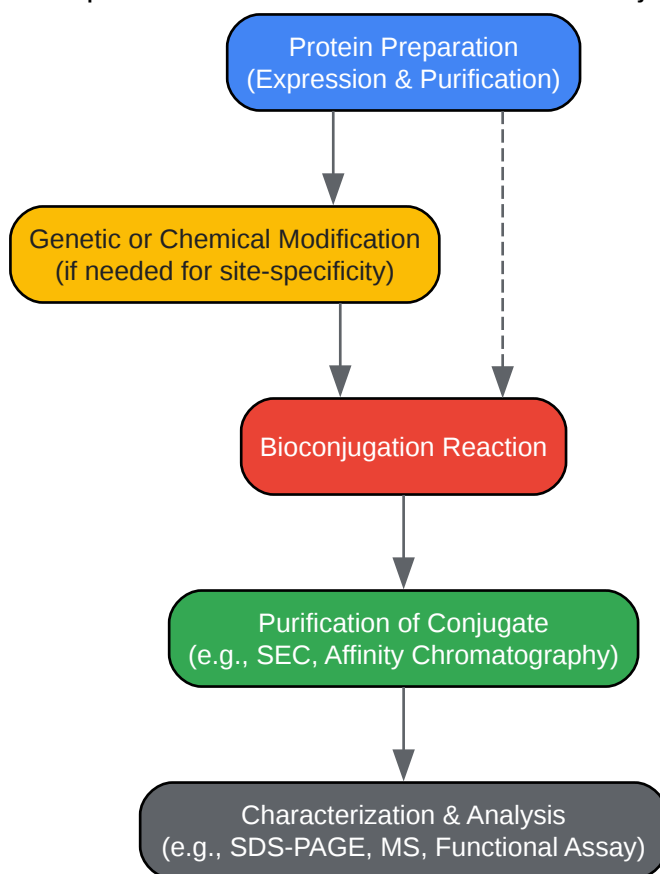 Protein Preparation
(Expression & Purification)
Genetic or Chemical Modification
(if needed for site-specificity)
Bioconjugation Reaction
Purification of Conjugate
(e.g., SEC, Affinity Chromatography)
Characterization & Analysis
(e.g., SDS-PAGE, MS, Functional Assay)